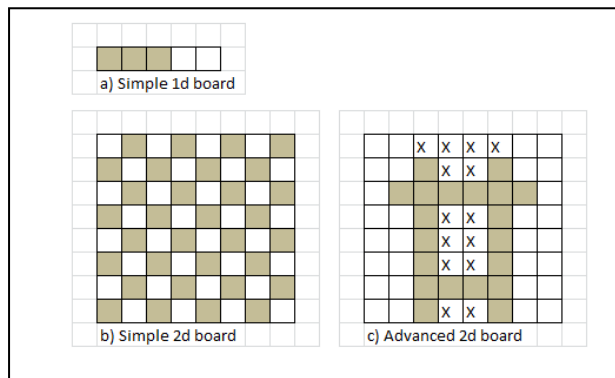 a) Simple 1d board
X X X X
X X
X X
X X
X X
X X
b) Simple 2d board
c) Advanced 2d board